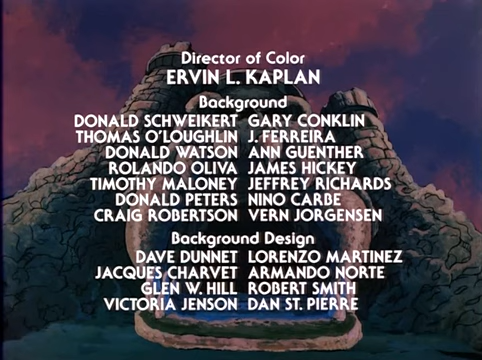 Director of Color
ERVIN L. KAPLAN
Background
DONALD SCHWEIKERT GARY CONKLIN
THOMAS O'LOUGHLIN J. FERREIRA
DONALD WATSON ANN GUENTHER
ROLANDO OLIVA JAMES HICKEY
TIMOTHY MALONEY JEFFREY RICHARDS
DONALD PETERS NINO CARBE
CRAIG ROBERTSON VERN JORGENSEN
Background Design
DAVE DUNNET LORENZO MARTINEZ
JACQUES CHARVET ARMANDO NORTE
GLEN W. HILL ROBERT SMITH
VICTORIA JENSON DAN ST. PIERRE